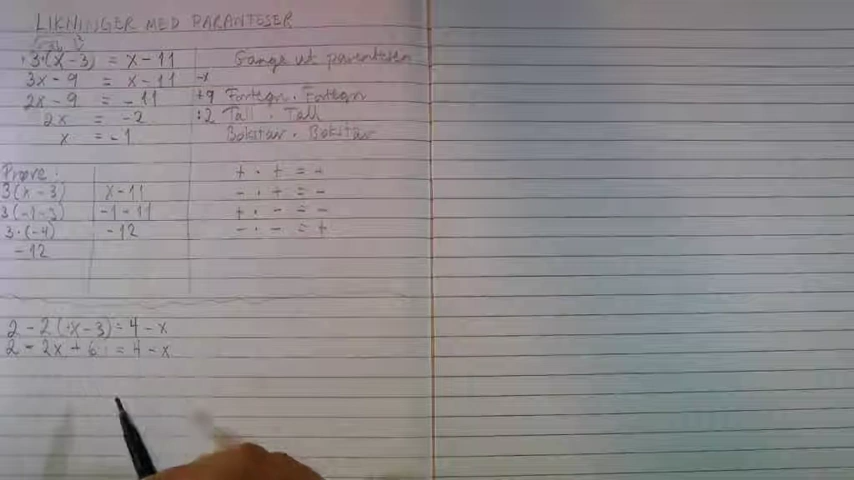 LIKNINGER MED PARANTESER
3·(x-3) = x-11
Gange ut parentesen
3x-9 = x-11 -x
2x-9 = -11 +9 Fortegn · Fortegn
2x = -2 :2 Tall · Tall
x = -1 Bokstav · Bokstav
Prøve:
+ · + = +
3(x-3) x-11
- · + = -
3(-1-3) -1-11
+ · - = -
3·(-4) -12
- · - = +
-12
2-2(·x-3)=4-x
2-2x+6 = 4-x